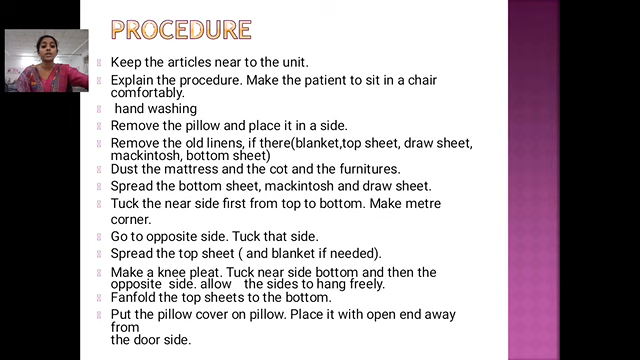 PROCEDURE
Keep the articles near to the unit.
Explain the procedure. Make the patient to sit in a chair
comfortably.
hand washing
Remove the pillow and place it in a side.
Remove the old linens, if there(blanket,top sheet, draw sheet,
mackintosh, bottom sheet)
Dust the mattress and the cot and the furnitures.
Spread the bottom sheet, mackintosh and draw sheet.
Tuck the near side first from top to bottom. Make metre
corner.
Go to opposite side. Tuck that side.
Spread the top sheet ( and blanket if needed).
Make a knee pleat. Tuck near side bottom and then the
opposite side. allow the sides to hang freely.
Fanfold the top sheets to the bottom.
Put the pillow cover on pillow. Place it with open end away
from
the door side.